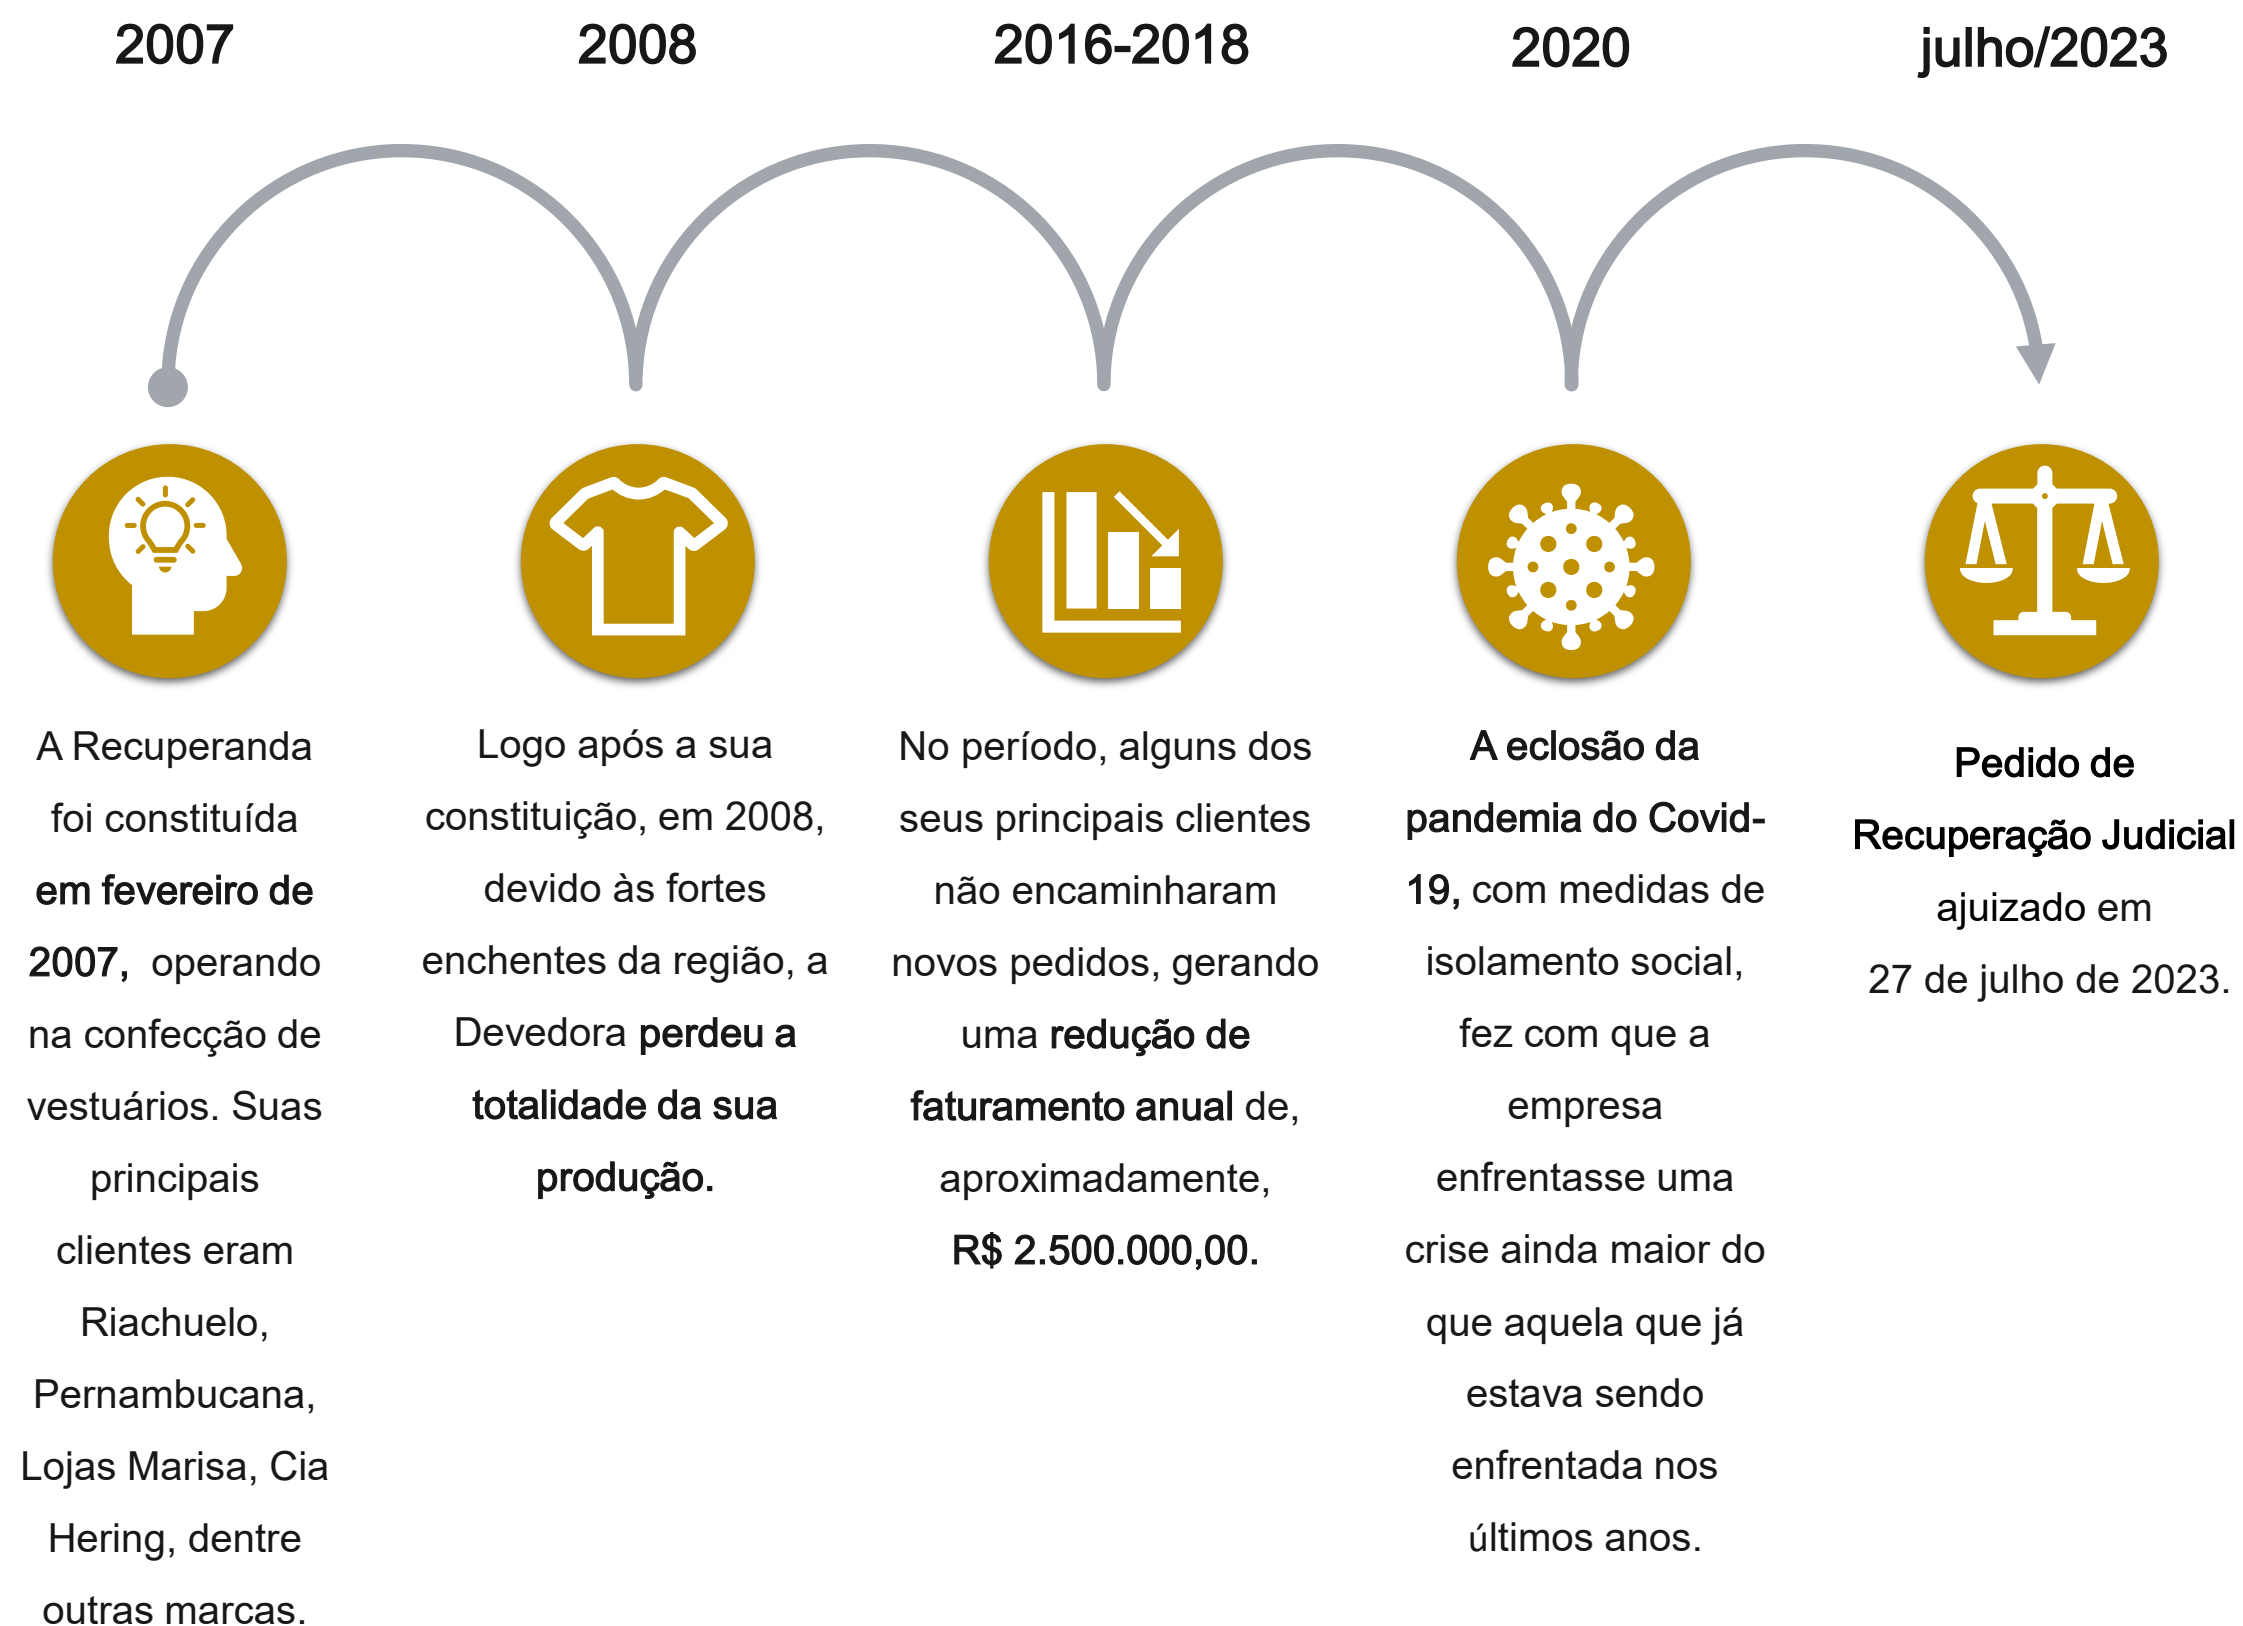 2007
A Recuperanda
foi constituída
em fevereiro de
2007, operando
na confecção de
vestuários. Suas
principais
clientes eram
Riachuelo,
Pernambucana,
Lojas Marisa, Cia
Hering, dentre
outras marcas.
2008
Logo após a sua
constituição, em 2008,
devido às fortes
enchentes da região, a
Devedora perdeu a
totalidade da sua
produção.
2016-2018
No período, alguns dos
seus principais clientes
não encaminharam
novos pedidos, gerando
uma redução de
faturamento anual de,
aproximadamente,
R$ 2.500.000,00.
2020
A eclosão da
pandemia do Covid-
19, com medidas de
isolamento social,
fez com que a
empresa
enfrentasse uma
crise ainda maior do
que aquela que já
estava sendo
enfrentada nos
últimos anos.
julho/2023
Pedido de
Recuperação Judicial
ajuizado em
27 de julho de 2023.